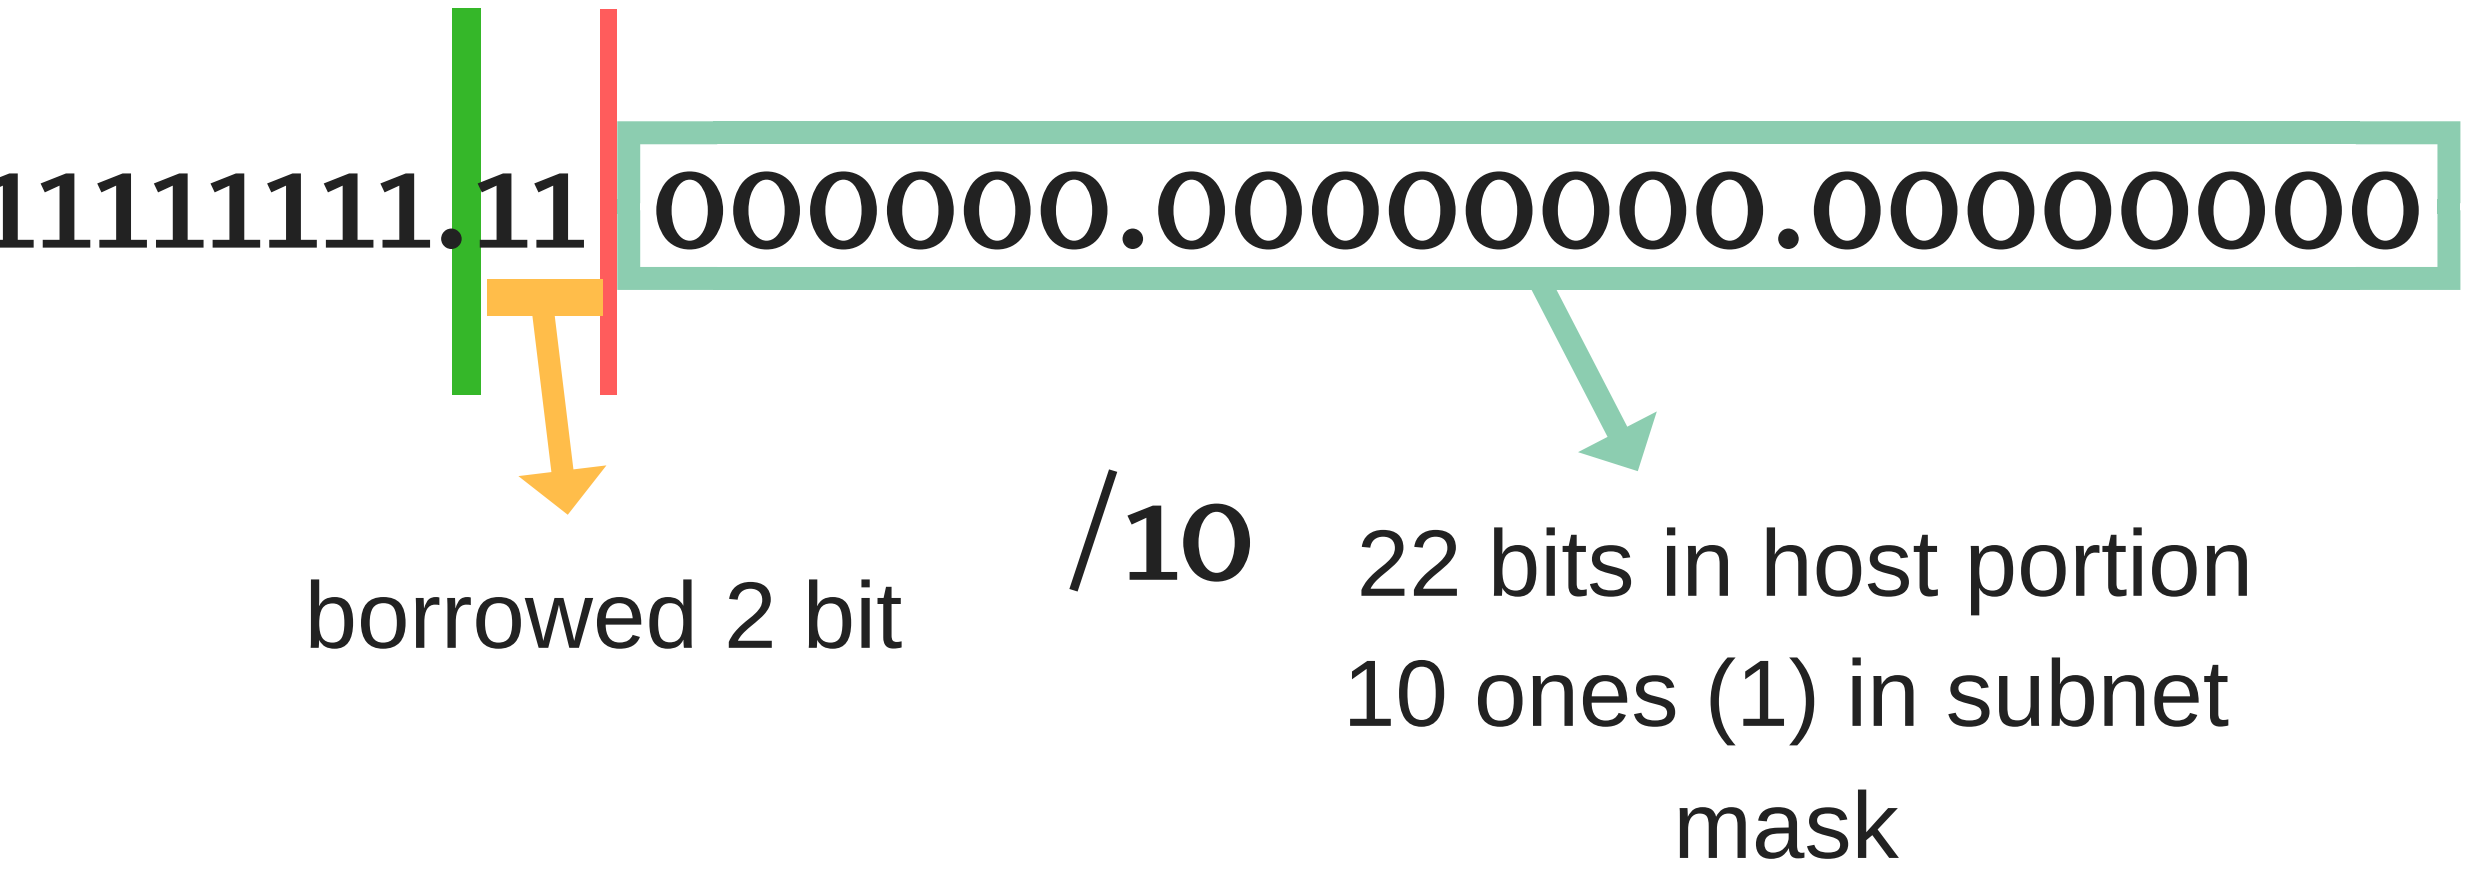 11111111.11 000000.00000000.00000000
/10
borrowed 2 bit
22 bits in host portion
10 ones (1) in subnet
mask